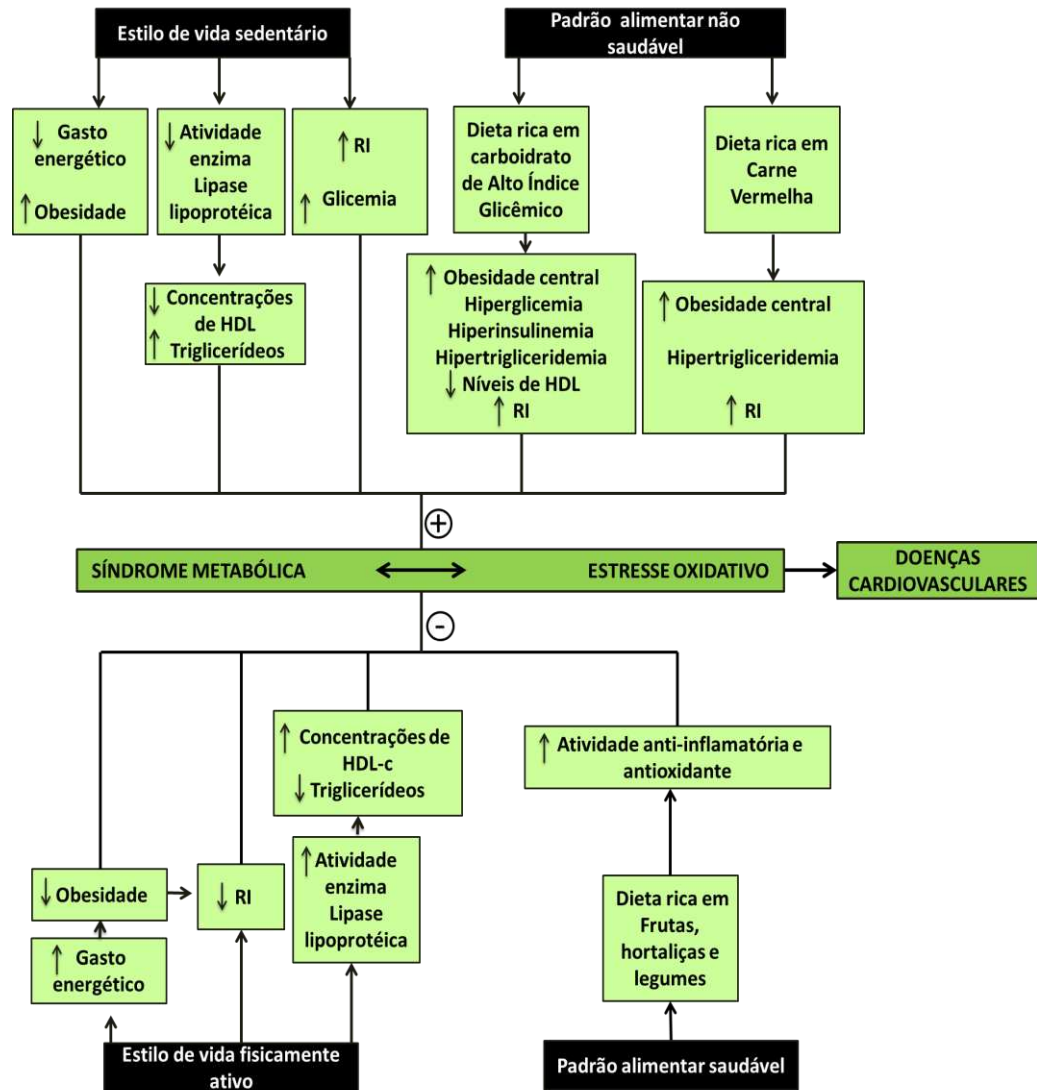 Estilo de vida sedentário
Padrão alimentar não
saudável
↓ Gasto
energético
↑ Obesidade
↓ Atividade
enzima
Lipase
lipoprotéica
↑ RI
↑ Glicemia
Dieta rica em
carboidrato
de Alto Índice
Glicêmico
Dieta rica em
Carne
Vermelha
↓ Concentrações
de HDL
↑ Triglicerídeos
↑ Obesidade central
Hiperglicemia
Hiperinsulinemia
Hipertrigliceridemia
↓ Níveis de HDL
↑ RI
↑ Obesidade central
Hipertrigliceridemia
↑ RI
+
SÍNDROME METABÓLICA
ESTRESSE OXIDATIVO
DOENÇAS
CARDIOVASCULARES
-
↑ Concentrações de
HDL-c
↓ Triglicerídeos
↑ Atividade anti-inflamatória e
antioxidante
↓ Obesidade
↓ RI
↑ Atividade
enzima
Lipase
lipoprotéica
Dieta rica em
Frutas,
hortaliças e
legumes
↑ Gasto
energético
Estilo de vida fisicamente
ativo
Padrão alimentar saudável